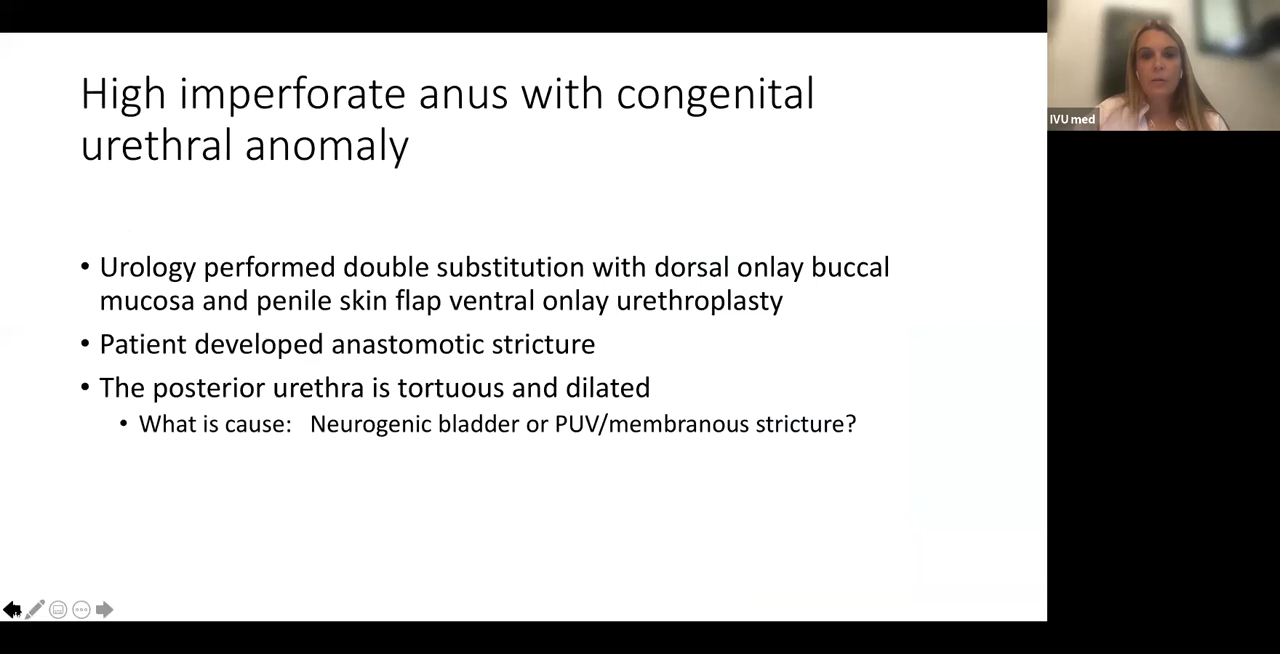 High imperforate anus with congenital
urethral anomaly
• Urology performed double substitution with dorsal onlay buccal
mucosa and penile skin flap ventral onlay urethroplasty
• Patient developed anastomotic stricture
• The posterior urethra is tortuous and dilated
• What is cause: Neurogenic bladder or PUV/membranous stricture?
IVU med